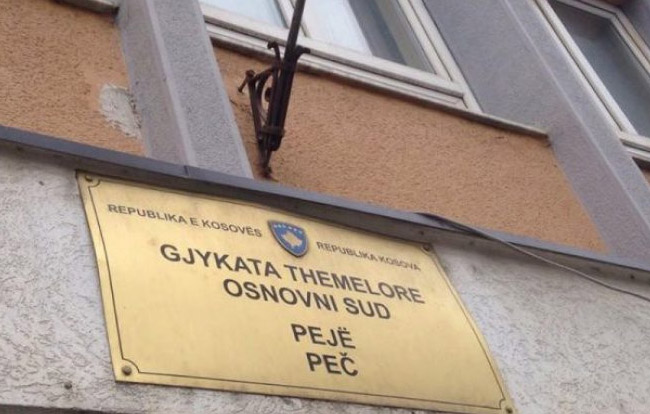 REPUBLIKA E KOSOVËS
REPUBLIKA KOSOVA
GJYKATA THEMELORE
OSNOVNI SUD
PEJË
PEČ